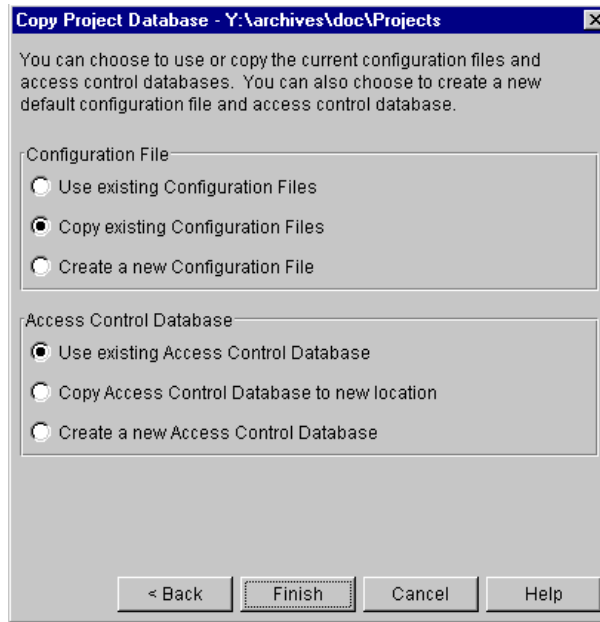 Copy Project Database - Y:\archives\doc\Projects
You can choose to use or copy the current configuration files and
access control databases.  You can also choose to create a new
default configuration file and access control database.
Configuration File
Use existing Configuration Files
Copy existing Configuration Files
Create a new Configuration File
Access Control Database
Use existing Access Control Database
Copy Access Control Database to new location
Create a new Access Control Database
< Back
Finish
Cancel
Help